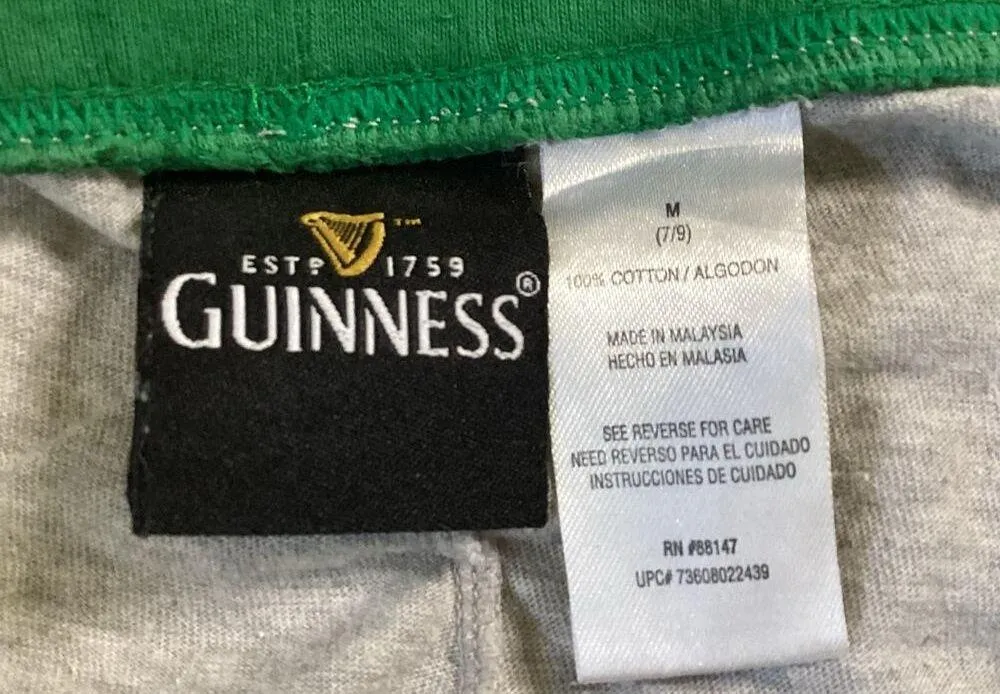 ™
ESTD 1759
GUINNESS®
M
(7/9)
100% COTTON / ALGODON
MADE IN MALAYSIA
HECHO EN MALASIA
SEE REVERSE FOR CARE
NEED REVERSO PARA EL CUIDADO
INSTRUCCIONES DE CUIDADO
RN #88147
UPC# 73608022439